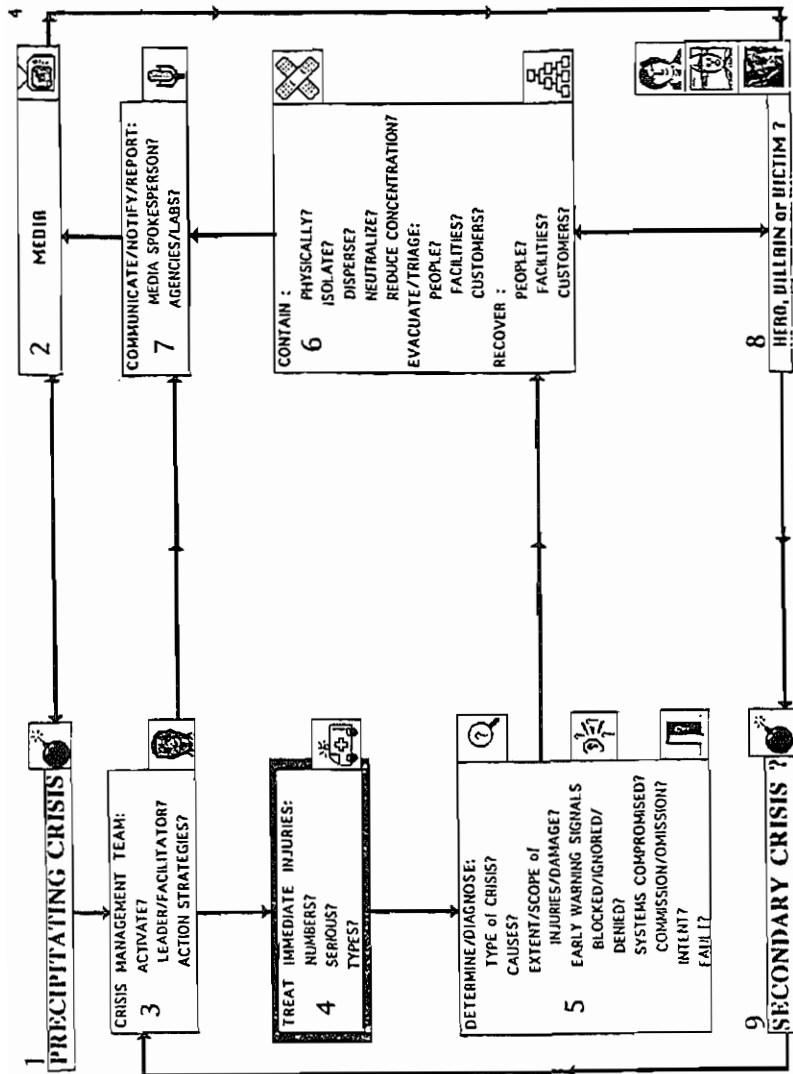 4
1
PRECIPITATING CRISIS
2
MEDIA
CRISIS MANAGEMENT TEAM:
3
ACTIVATE?
LEADER/FACILITATOR?
ACTION STRATEGIES?
COMMUNICATE/NOTIFY/REPORT:
7
MEDIA SPOKESPERSON?
AGENCIES/LABS?
TREAT IMMEDIATE INJURIES:
4
NUMBERS?
SERIOUS?
TYPES?
CONTAIN :
6
PHYSICALLY?
ISOLATE?
DISPERSE?
NEUTRALIZE?
REDUCE CONCENTRATION?
EVACUATE/TRIAGE:
PEOPLE?
FACILITIES?
CUSTOMERS?
RECOVER :
PEOPLE?
FACILITIES?
CUSTOMERS?
DETERMINE/DIAGNOSE:
TYPE of CRISIS?
CAUSES?
EXTENT/SCOPE of
INJURIES/DAMAGE?
5
EARLY WARNING SIGNALS
BLOCKED/IGNORED/
DENIED?
SYSTEMS COMPROMISED?
COMMISSION/OMISSION?
INTENT?
FAULT?
?
8
HERO, VILLAIN or VICTIM ?
9
SECONDARY CRISIS ?